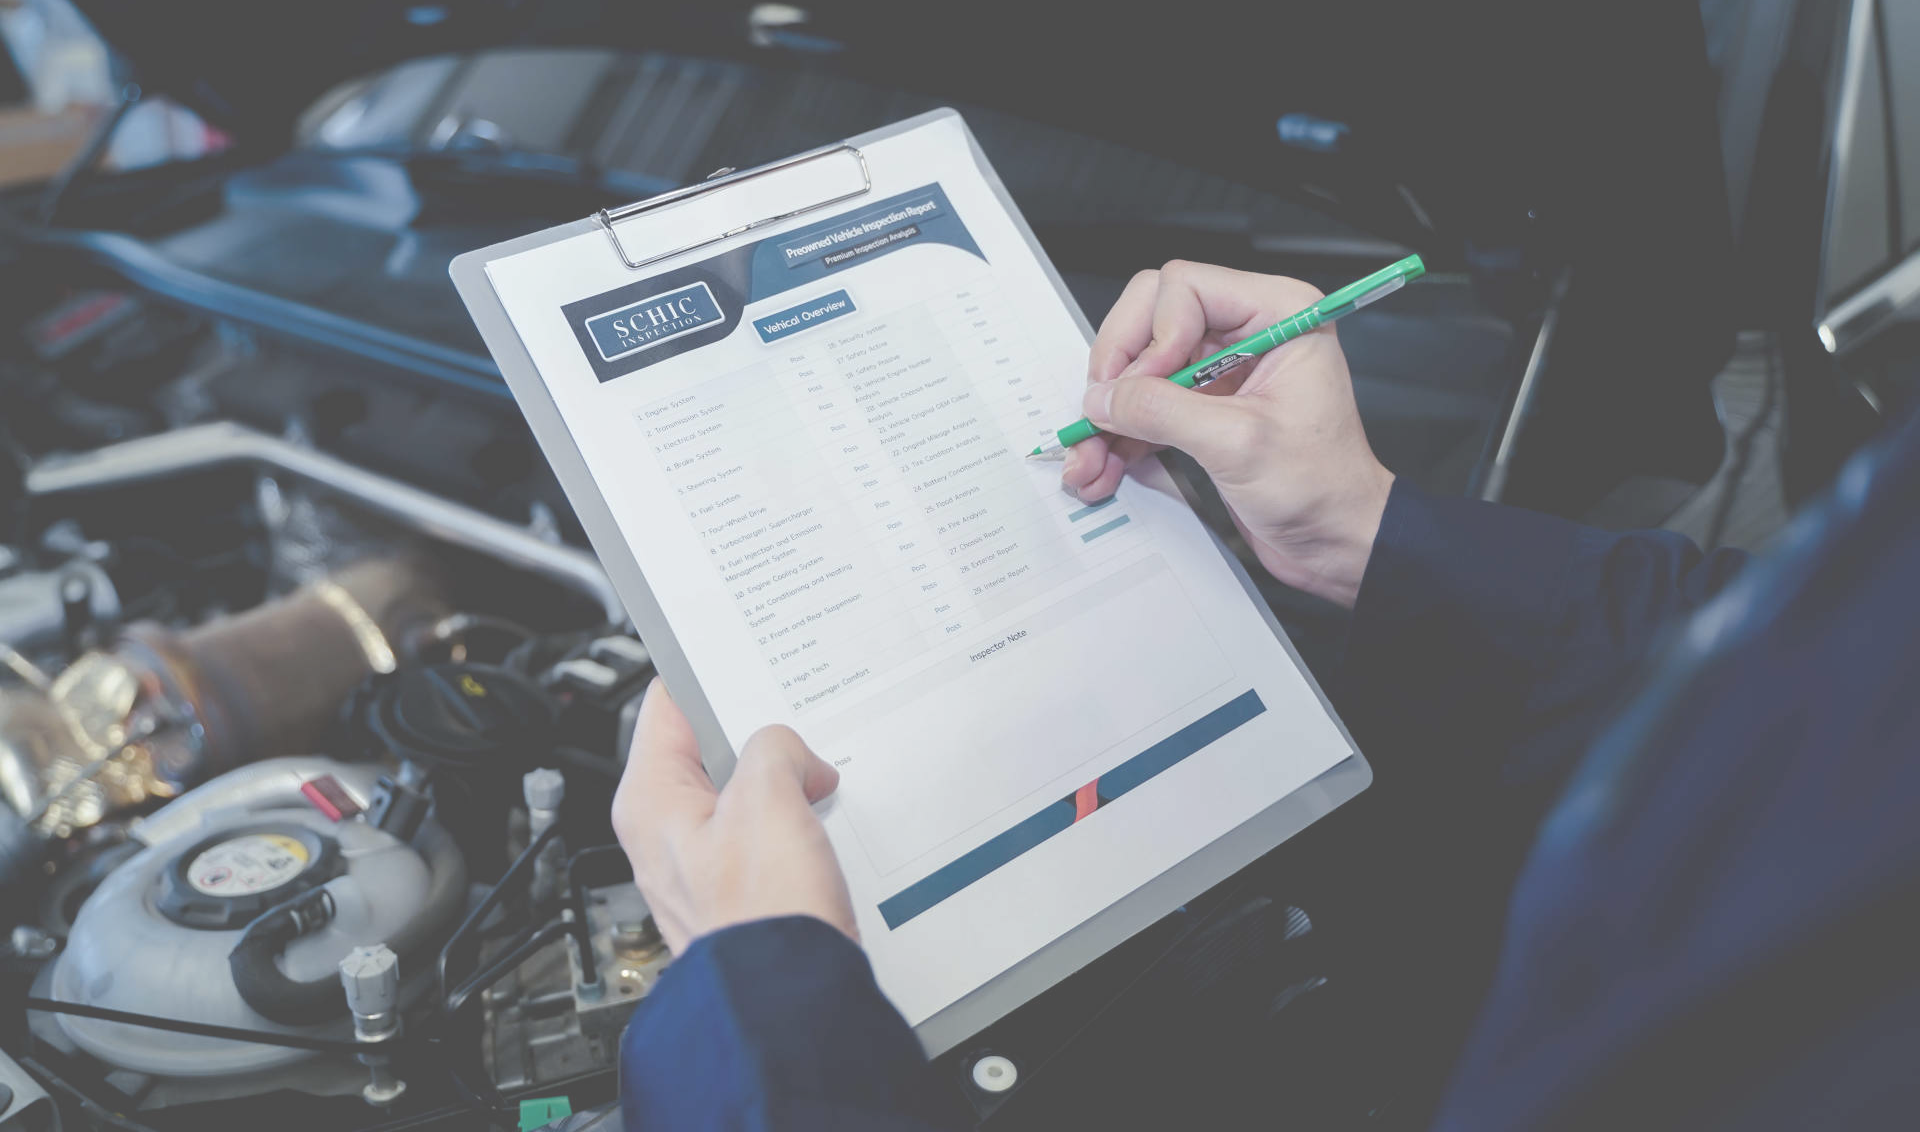 Preowned Vehicle Inspection Report
Premium Inspection Analysis
SCHIC
INSPECTION
Vehical Overview
1. Engine System
Pass
2. Transmission System
Pass
3. Electrical System
Pass
4. Brake System
Pass
5. Steering System
Pass
6. Fuel System
Pass
7. Four-Wheel Drive
Pass
8. Turbocharger/ Supercharger
Pass
9. Fuel Injection and Emissions
Management System
Pass
10. Engine Cooling System
Pass
11. Air Conditioning and Heating
System
Pass
12. Front and Rear Suspension
Pass
13. Drive Axle
Pass
14. High Tech
Pass
15. Passenger Comfort
Pass
16. Security system
Pass
17. Safety Active
Pass
18. Safety Passive
Pass
19. Vehicle Engine Number
Analysis
Pass
20. Vehicle Chassis Number
Analysis
Pass
21. Vehicle Original OEM Colour
Analysis
Pass
22. Original Mileage Analysis
Pass
23. Tire Condition Analysis
Pass
24. Battery Conditional Analysis
Pass
25. Flood Analysis
26. Fire Analysis
27. Chassis Report
28. Exterior Report
29. Interior Report
Inspector Note
Pass